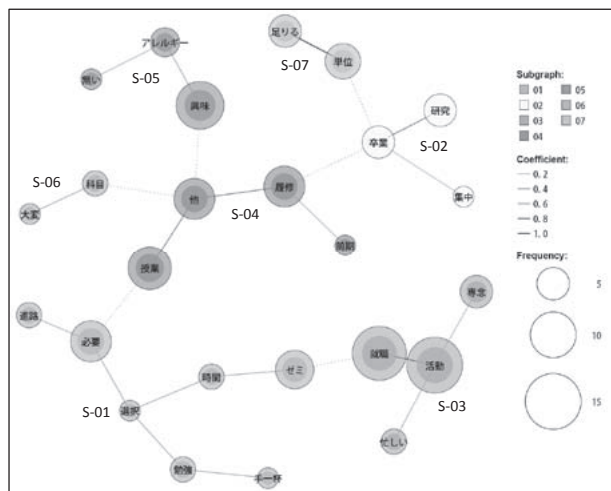 足りる
アレルギー
S-07
単位
無い
S-05
Subgraph:
興味
01 05
02 06
03 07
04
研究
卒業
S-02
S-06
科目
Coefficient:
0.2
0.4
0.6
0.8
1.0
他
履修
集中
大変
S-04
前期
Frequency:
授業
5
専念
進路
必要
就職
10
活動
時間
ゼミ
S-01
選択
S-03
15
忙しい
勉強
手一杯